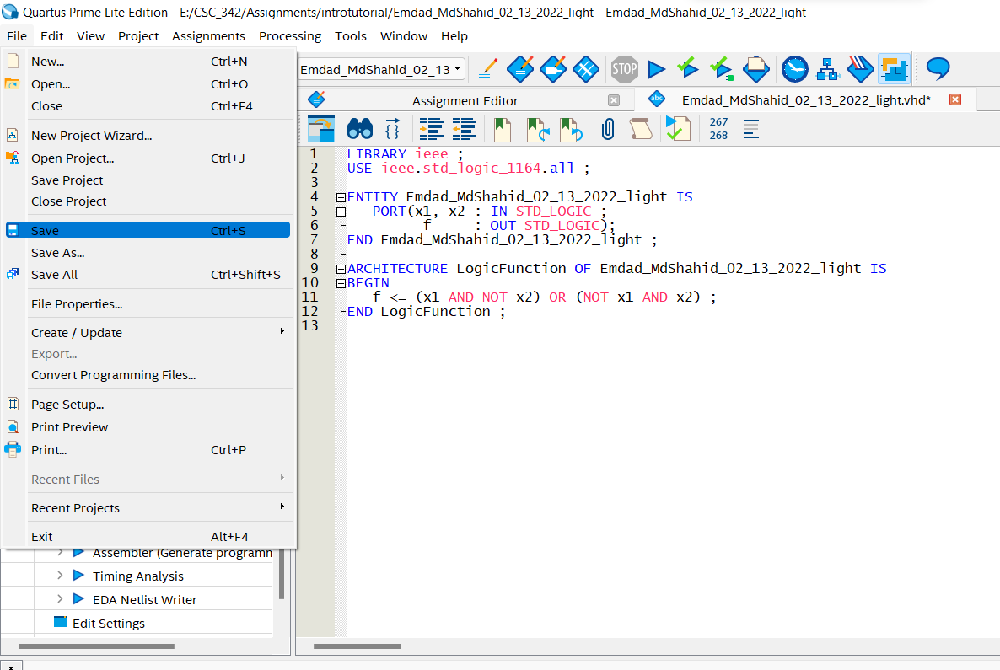 Quartus Prime Lite Edition - E:/CSC_342/Assignments/introtutorial/Emdad_MdShahid_02_13_2022_light - Emdad_MdShahid_02_13_2022_light
File Edit View Project Assignments Processing Tools Window Help
New... Ctrl+N
Open... Ctrl+O
Close Ctrl+F4
New Project Wizard...
Open Project... Ctrl+J
Save Project
Close Project
Save Ctrl+S
Save As...
Save All Ctrl+Shift+S
File Properties...
Create / Update
Export...
Convert Programming Files...
Page Setup...
Print Preview
Print... Ctrl+P
Recent Files
Recent Projects
Exit Alt+F4
Assembler (Generate programm
Timing Analysis
EDA Netlist Writer
Edit Settings
Emdad_MdShahid_02_13
STOP
Assignment Editor
abc
Emdad_MdShahid_02_13_2022_light.vhd*
267
268
1 LIBRARY ieee ;
2 USE ieee.std_logic_1164.all ;
3
4 ENTITY Emdad_MdShahid_02_13_2022_light IS
5 PORT(x1, x2 : IN STD_LOGIC ;
6 f : OUT STD_LOGIC);
7 END Emdad_MdShahid_02_13_2022_light ;
8
9 ARCHITECTURE LogicFunction OF Emdad_MdShahid_02_13_2022_light IS
10 BEGIN
11 f <= (x1 AND NOT x2) OR (NOT x1 AND x2) ;
12 END LogicFunction ;
13